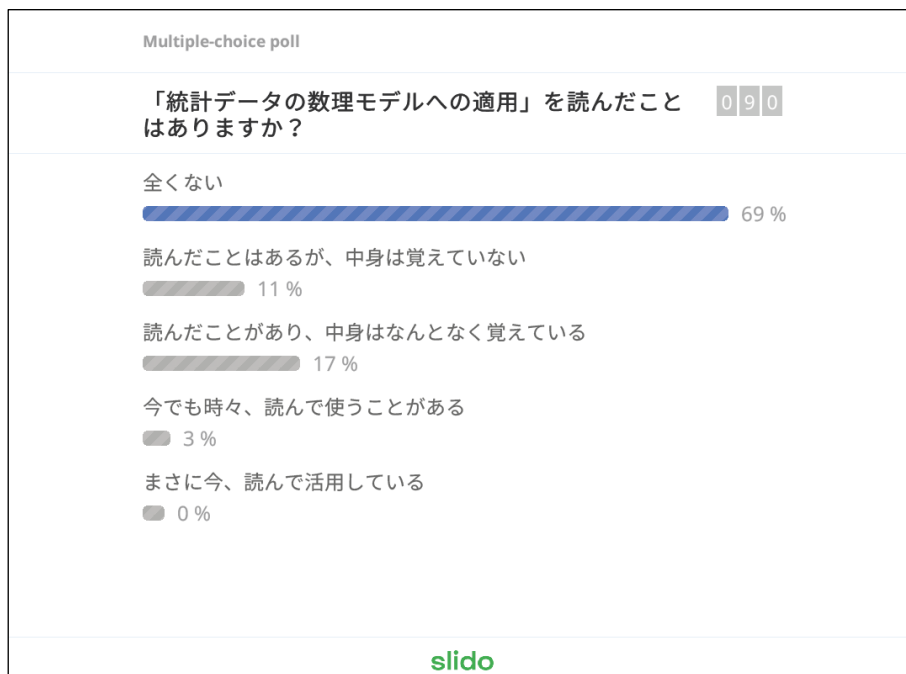 Multiple-choice poll
「統計データの数理モデルへの適用」を読んだこと
はありますか？
090
全くない
69 %
読んだことはあるが、中身は覚えていない
11 %
読んだことがあり、中身はなんとなく覚えている
17 %
今でも時々、読んで使うことがある
3 %
まさに今、読んで活用している
0 %
slido